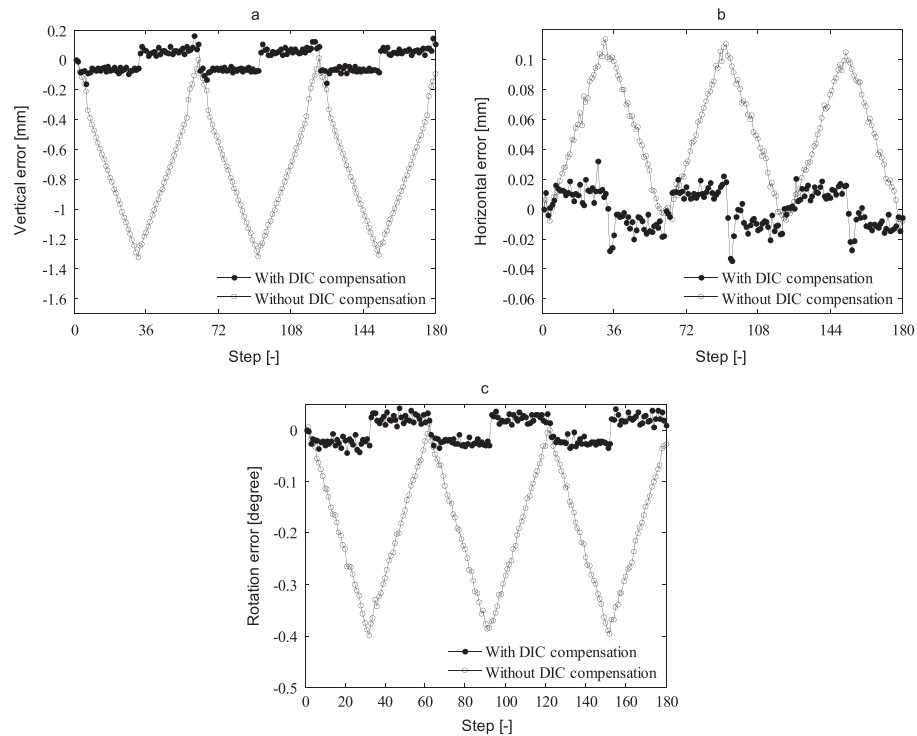 a
0.2
0
-0.2
-0.4
-0.6
-0.8
-1
-1.2
-1.4
-1.6
Vertical error [mm]
With DIC compensation
Without DIC compensation
0 36 72 108 144 180
Step [-]
b
0.1
0.08
0.06
0.04
0.02
0
-0.02
-0.04
-0.06
Horizontal error [mm]
With DIC compensation
Without DIC compensation
0 36 72 108 144 180
Step [-]
c
0
-0.1
-0.2
-0.3
-0.4
-0.5
Rotation error [degree]
With DIC compensation
Without DIC compensation
0 20 40 60 80 100 120 140 160 180
Step [-]